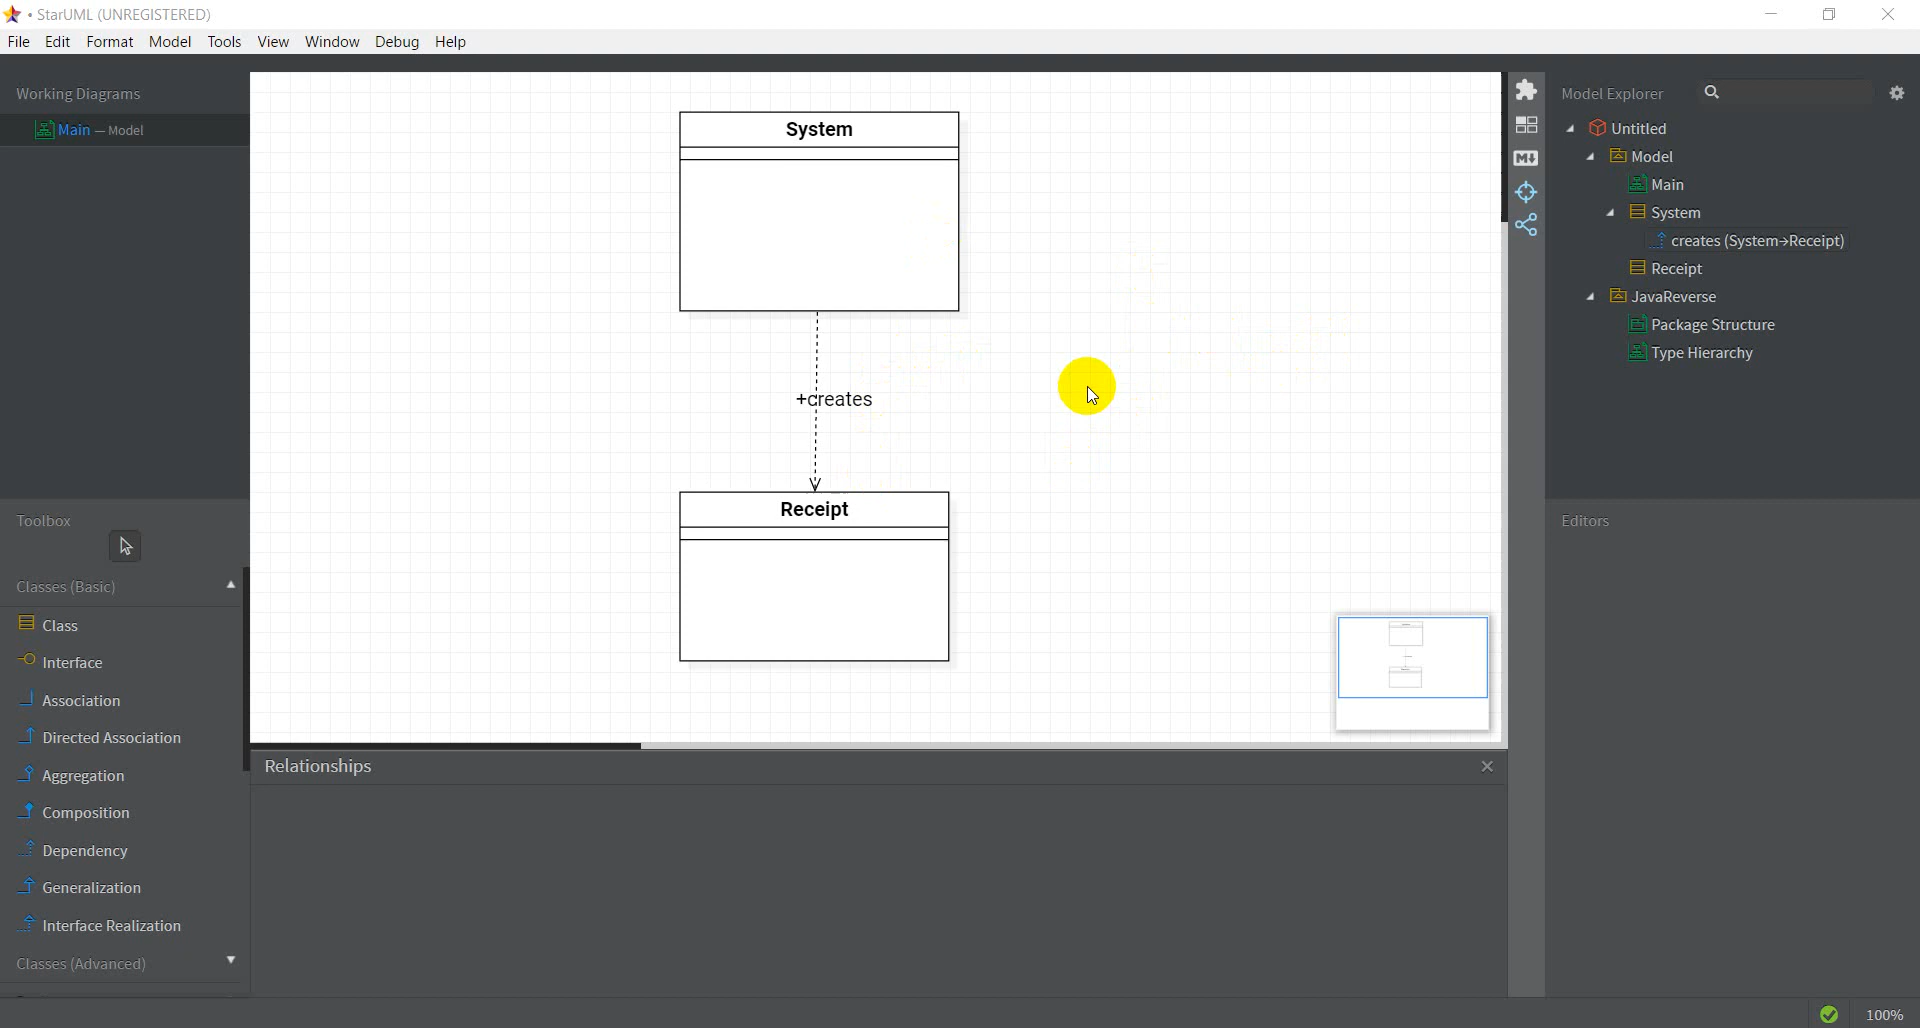 • StarUML (UNREGISTERED)
File Edit Format Model Tools View Window Debug Help
Working Diagrams
Main — Model
Toolbox
Classes (Basic)
Class
Interface
Association
Directed Association
Aggregation
Composition
Dependency
Generalization
Interface Realization
Classes (Advanced)
System
+creates
Receipt
Relationships
Model Explorer
Untitled
Model
Main
System
creates (System→Receipt)
Receipt
JavaReverse
Package Structure
Type Hierarchy
Editors
100%